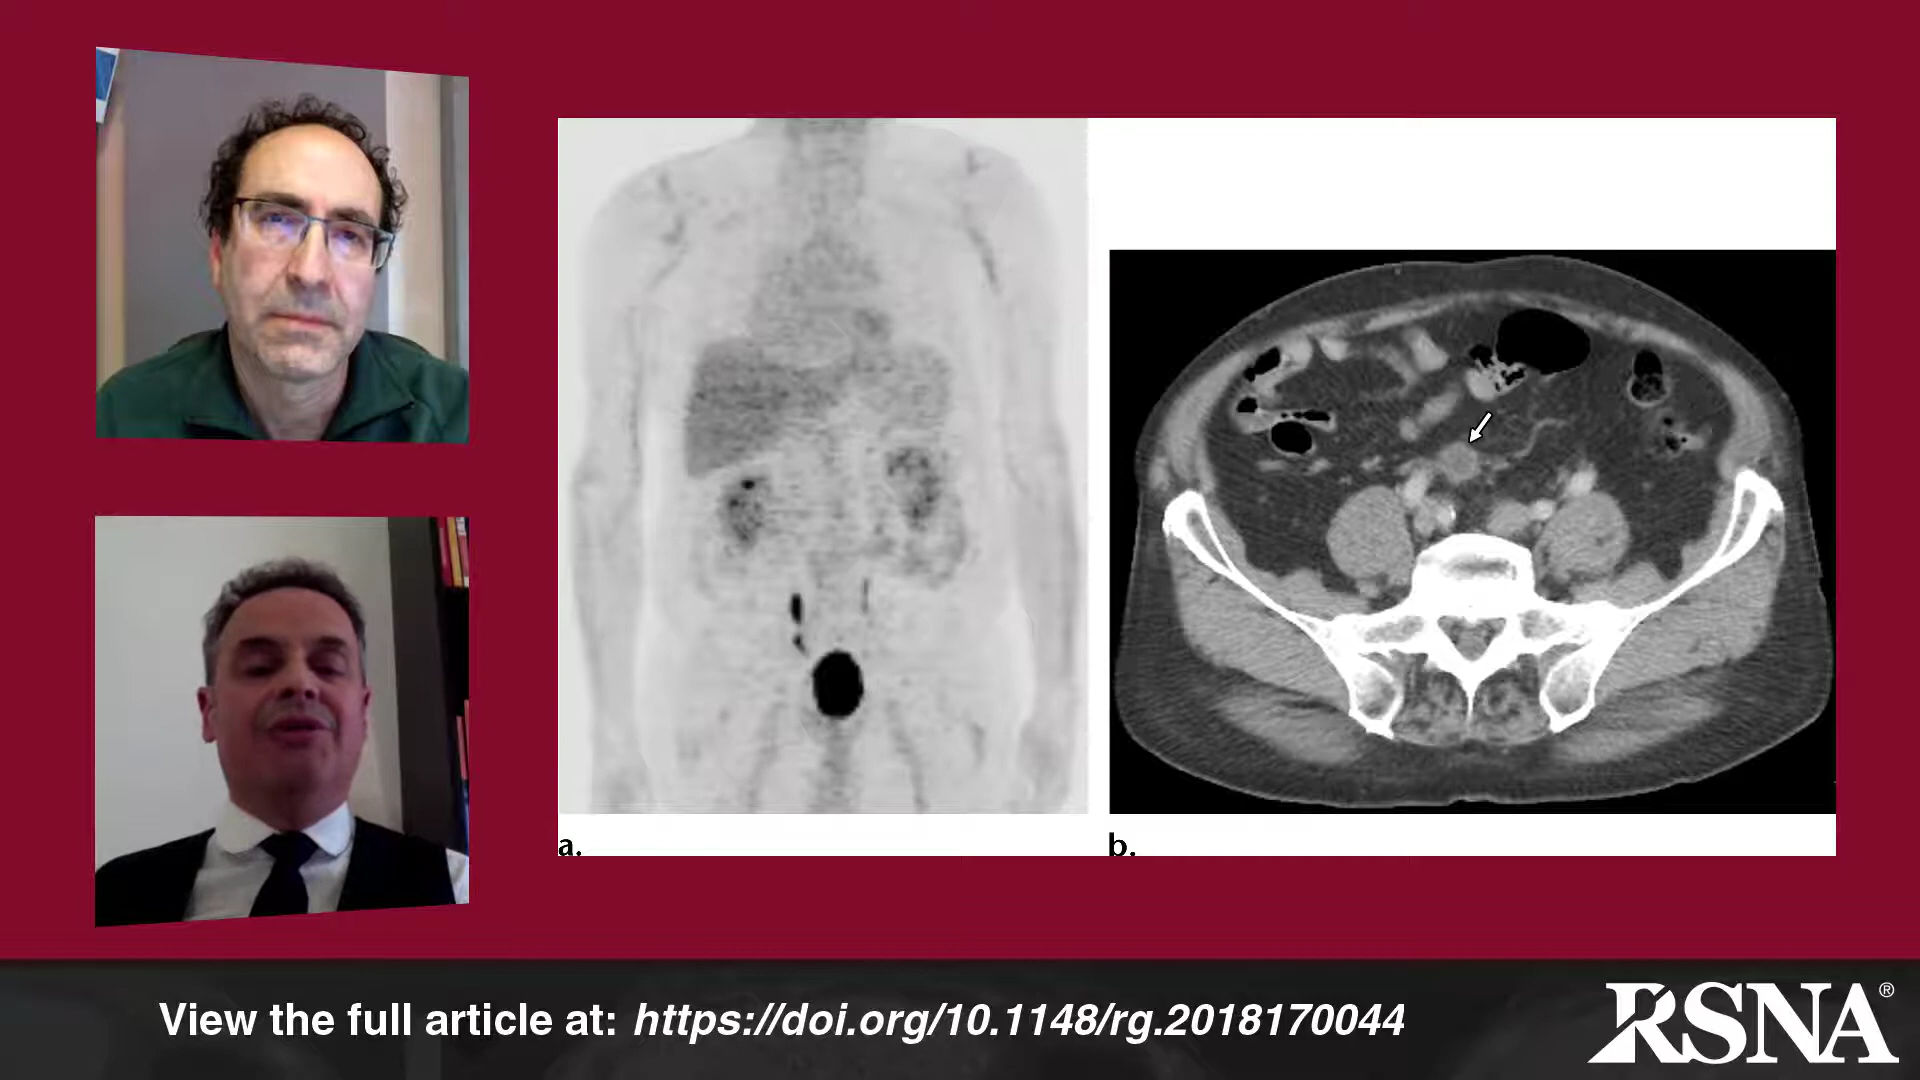 a.
b.
View the full article at: https://doi.org/10.1148/rg.2018170044
RSNA®